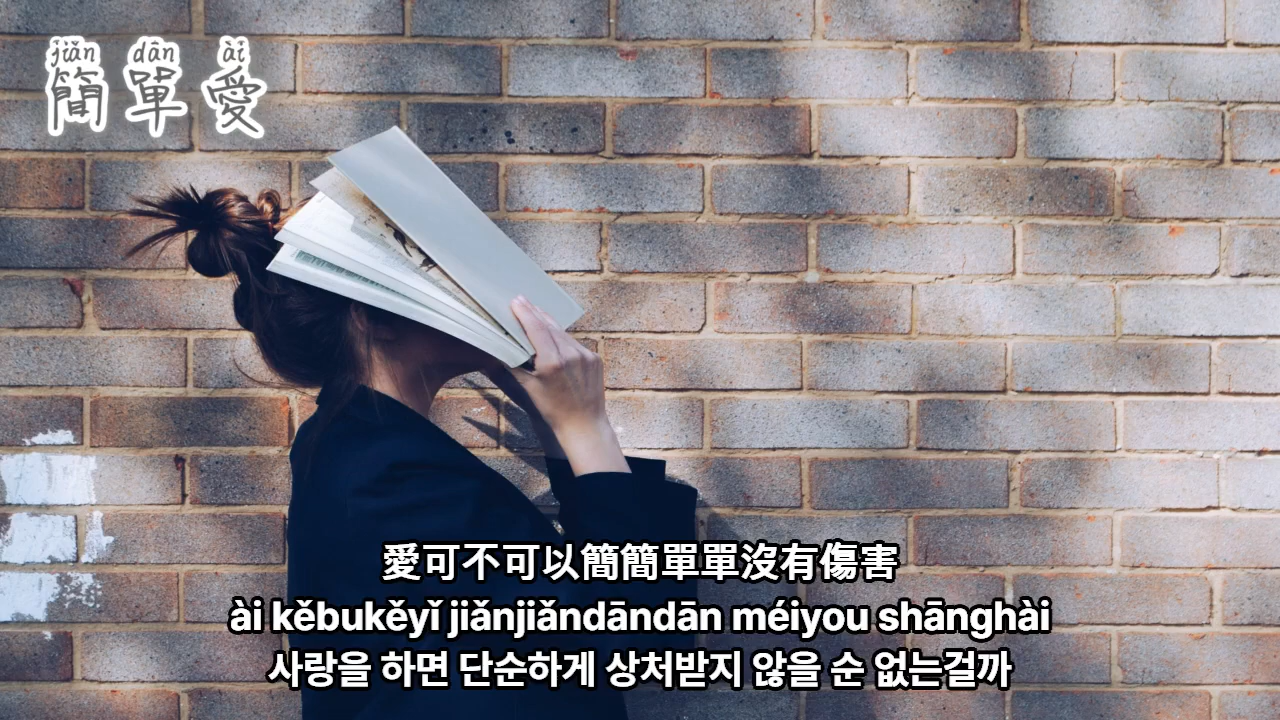 jiǎn dān ài
簡單愛
愛可不可以簡簡單單沒有傷害
ài kěbukěyǐ jiǎnjiǎndāndān méiyou shānghài
사랑을 하면 단순하게 상처받지 않을 순 없는걸까